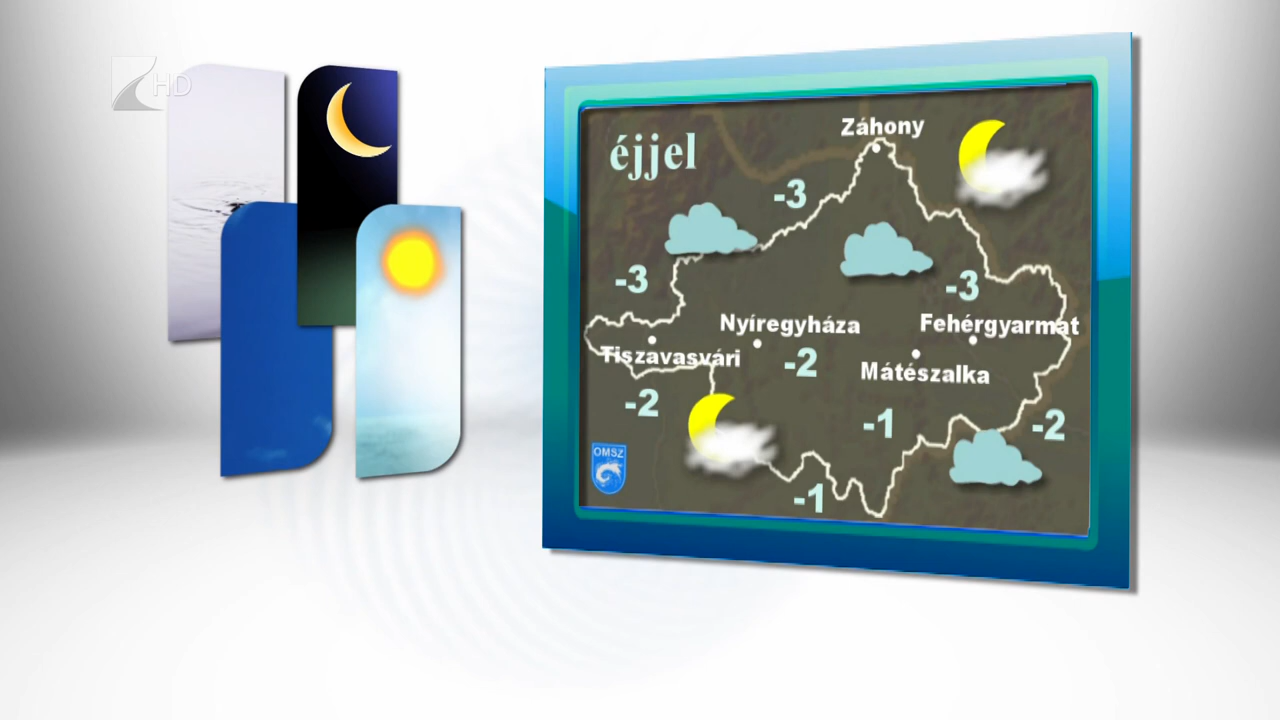 HD
éjjel
Záhony
-3
-3
-3
Nyíregyháza
Fehérgyarmat
Tiszavasvári
-2
Mátészalka
-2
-1
-2
OMSZ
-1